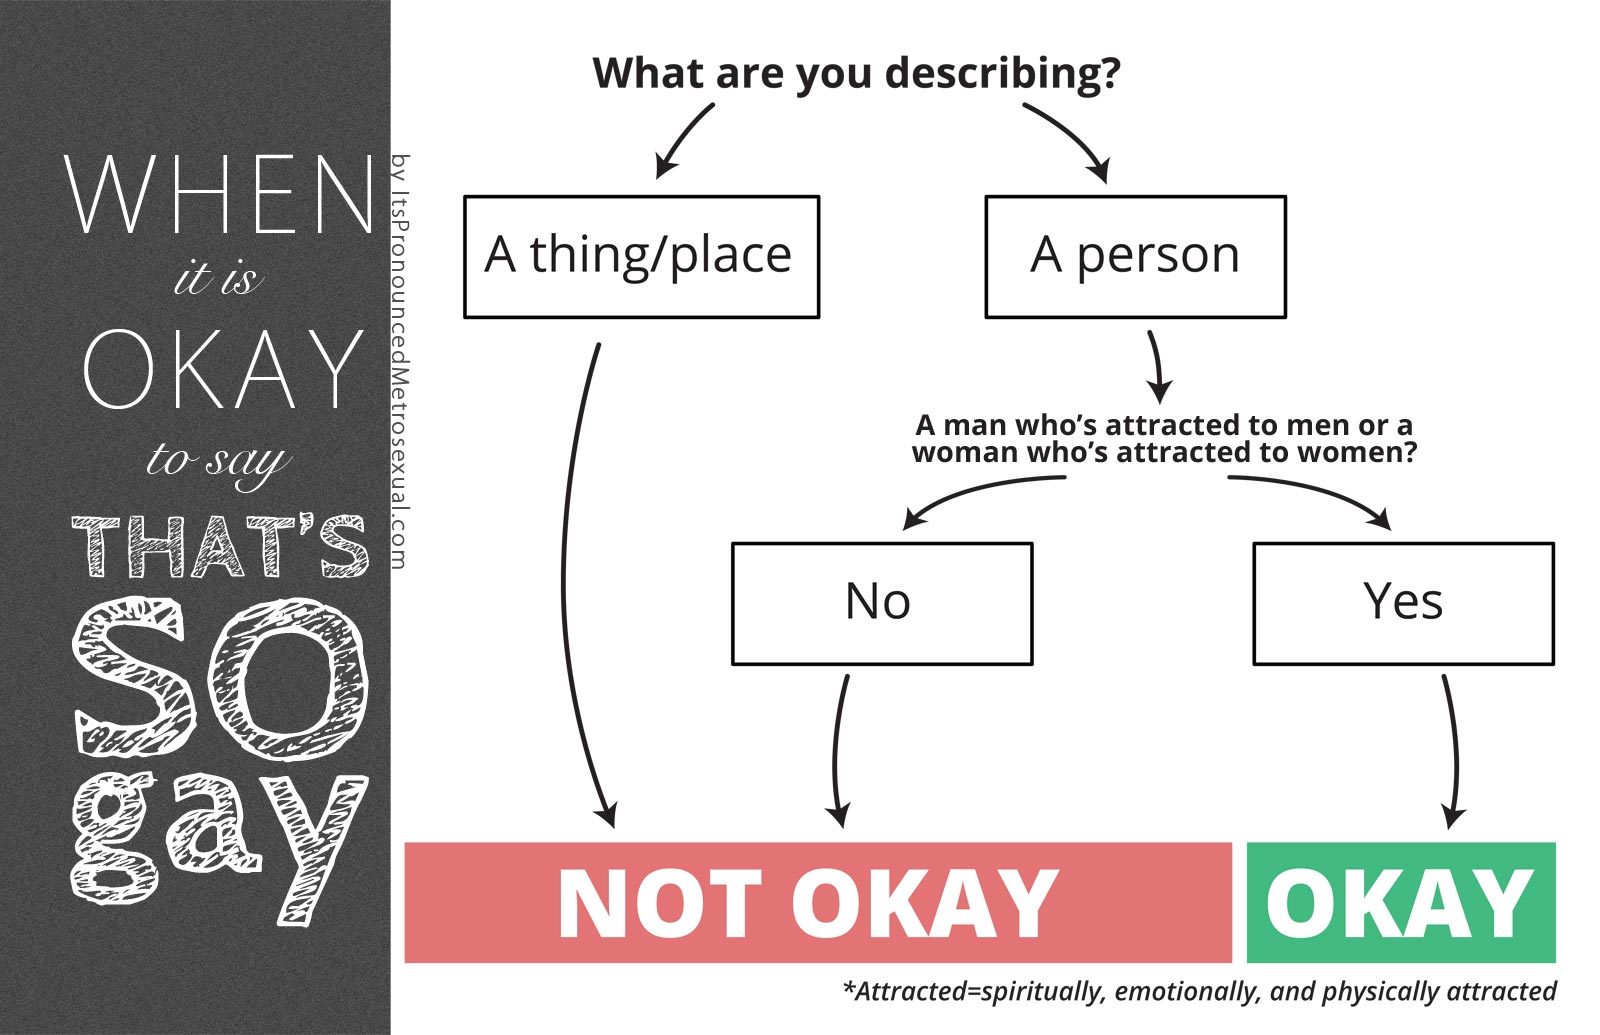 WHEN
it is
OKAY
to say
THAT'S
SO
gay
by ItsPronouncedMetrosexual.com
What are you describing?
A thing/place
A person
A man who's attracted to men or a
woman who's attracted to women?
No
Yes
NOT OKAY
OKAY
*Attracted=spiritually, emotionally, and physically attracted